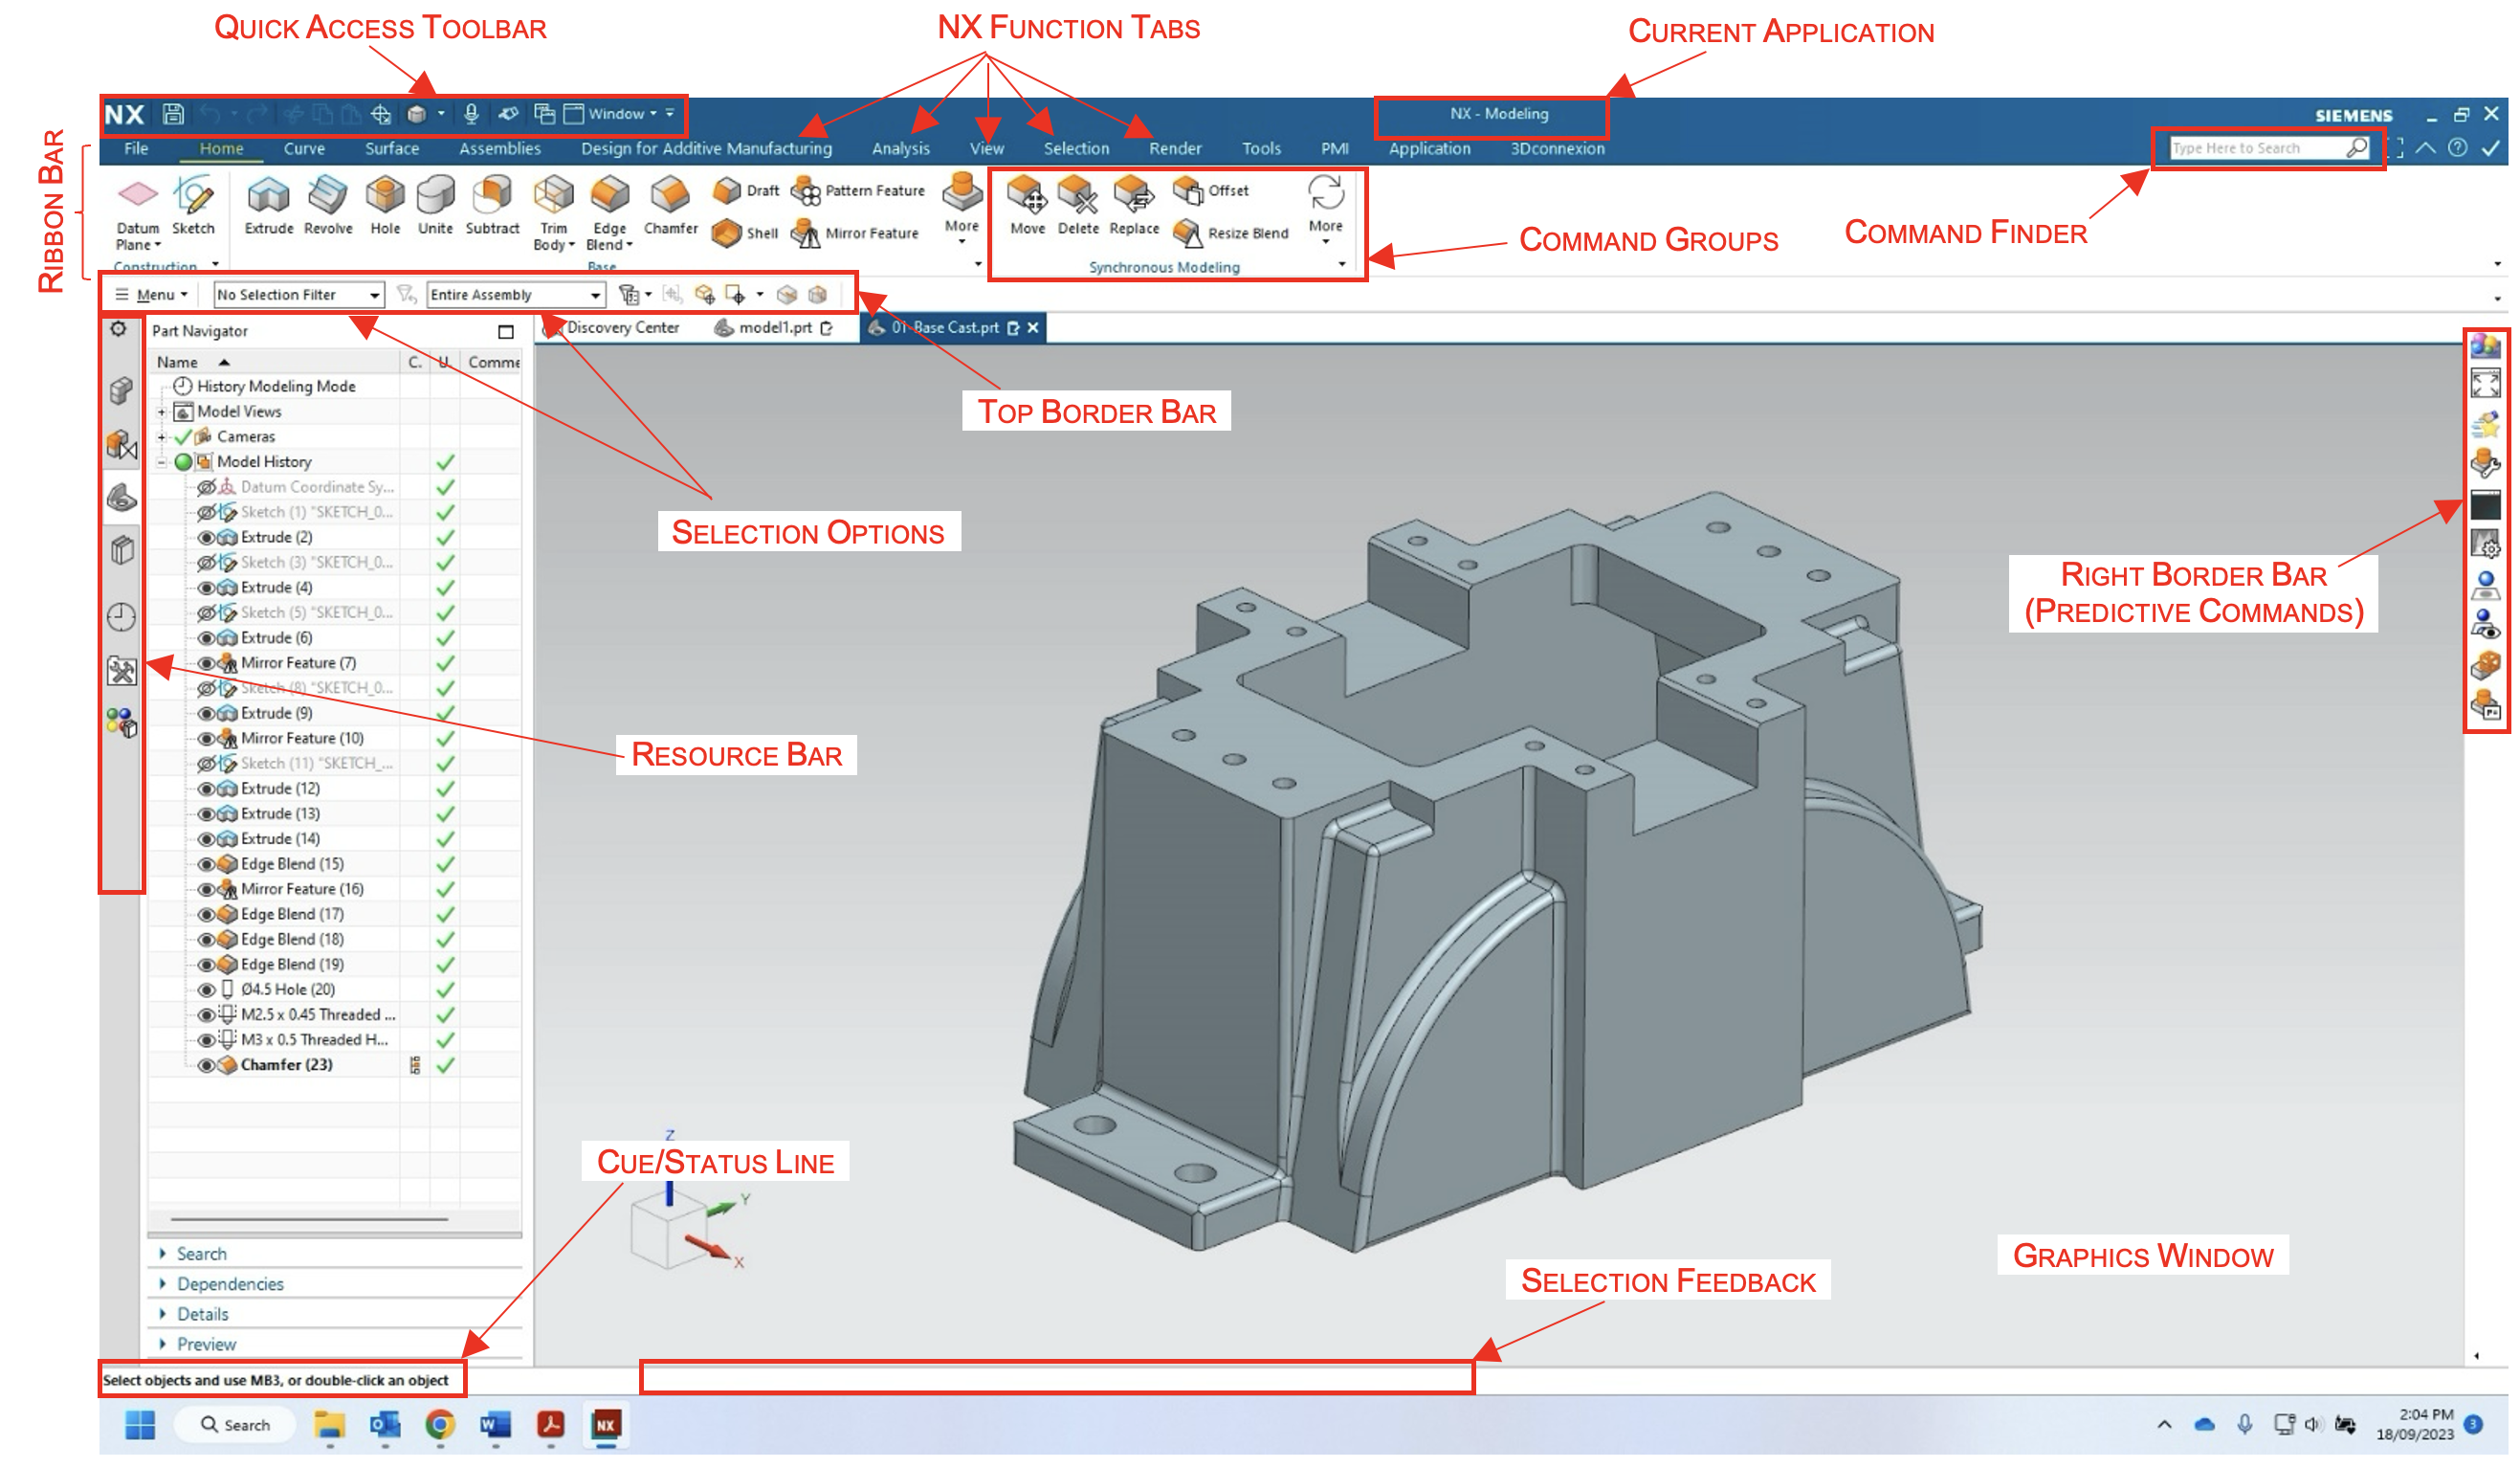 QUICK ACCESS TOOLBAR
NX FUNCTION TABS
CURRENT APPLICATION
NX Window
NX - Modeling
SIEMENS
RIBBON BAR
File Home Curve Surface Assemblies Design for Additive Manufacturing Analysis View Selection Render Tools PMI Application 3Dconnexion
Type Here to Search
Datum Plane
Sketch
Extrude
Revolve
Hole
Unite
Subtract
Trim Body
Edge Blend
Chamfer
Draft
Shell
Pattern Feature
Mirror Feature
More
Move
Delete
Replace
Offset
Resize Blend
More
Construction
Base
Synchronous Modeling
COMMAND GROUPS
COMMAND FINDER
Menu
No Selection Filter
Entire Assembly
Part Navigator
Discovery Center
model1.prt
01-Base Cast.prt
Name C. U. Comme
History Modeling Mode
Model Views
Cameras
Model History
Datum Coordinate Sy...
Sketch (1) "SKETCH_0...
Extrude (2)
Sketch (3) "SKETCH_0...
Extrude (4)
Sketch (5) "SKETCH_0...
Extrude (6)
Mirror Feature (7)
Sketch (8) "SKETCH_0...
Extrude (9)
Mirror Feature (10)
Sketch (11) "SKETCH_...
Extrude (12)
Extrude (13)
Extrude (14)
Edge Blend (15)
Mirror Feature (16)
Edge Blend (17)
Edge Blend (18)
Edge Blend (19)
Ø4.5 Hole (20)
M2.5 x 0.45 Threaded ...
M3 x 0.5 Threaded H...
Chamfer (23)
TOP BORDER BAR
SELECTION OPTIONS
RIGHT BORDER BAR
(PREDICTIVE COMMANDS)
RESOURCE BAR
CUE/STATUS LINE
Z
Y
X
GRAPHICS WINDOW
SELECTION FEEDBACK
Search
Dependencies
Details
Preview
Select objects and use MB3, or double-click an object
Search
NX
2:04 PM
18/09/2023
3